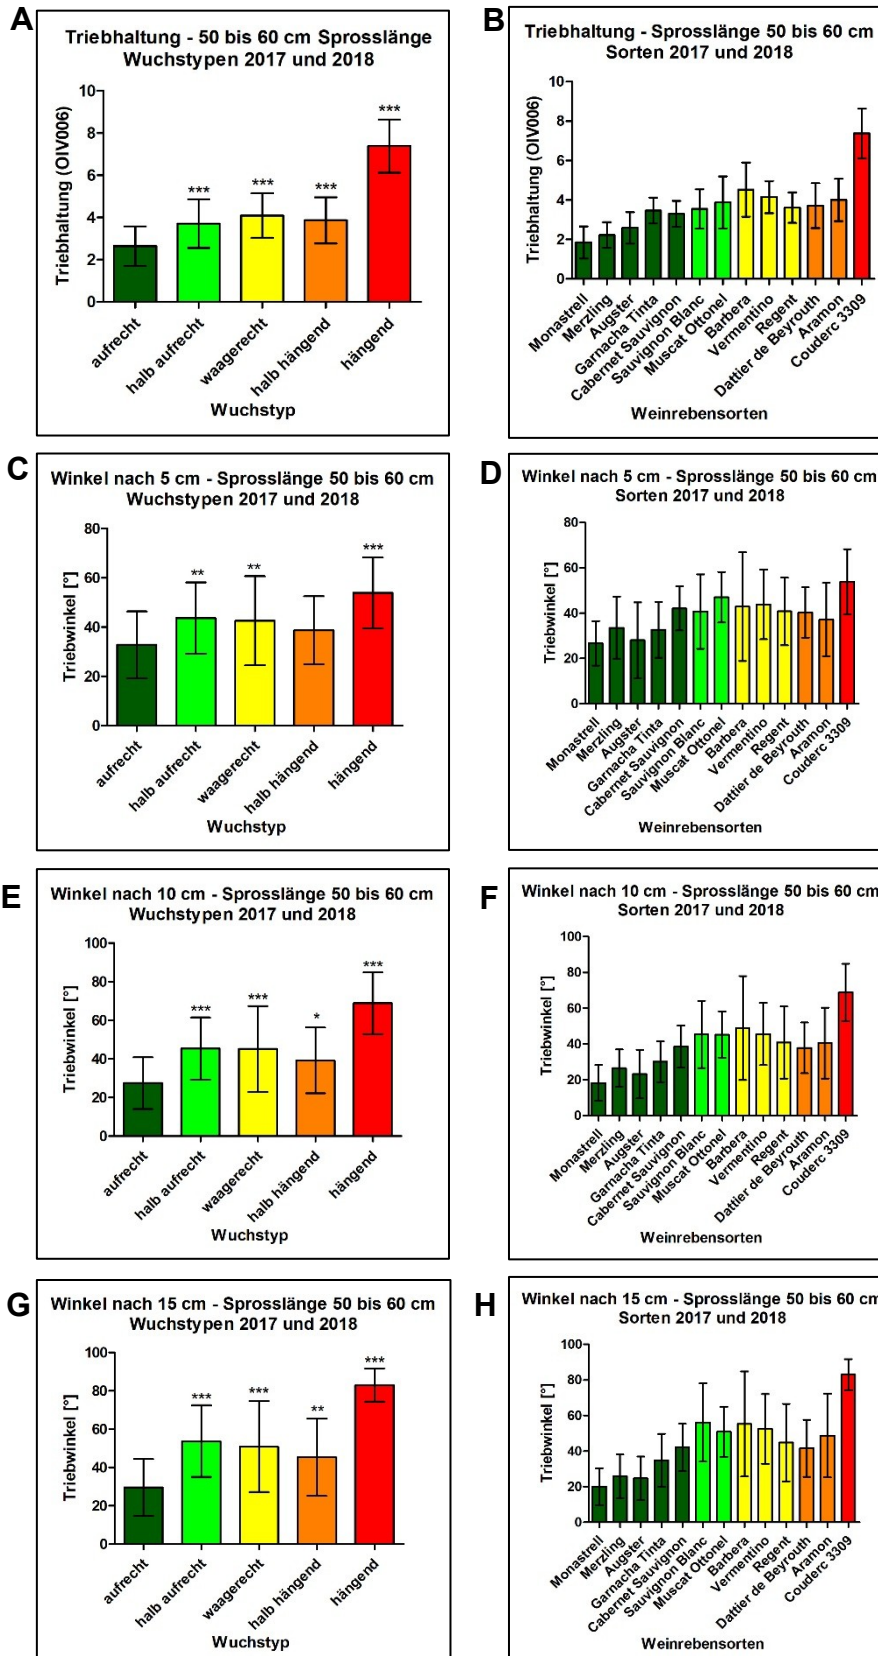 A
Triebhaltung - 50 bis 60 cm Sprosslänge
Wuchstypen 2017 und 2018
Triebhaltung (OIV006)
10
8
6
4
2
0
***
***
***
***
aufrecht
halb aufrecht
waagerecht
halb hängend
hängend
Wuchstyp
B
Triebhaltung - Sprosslänge 50 bis 60 cm
Sorten 2017 und 2018
Triebhaltung (OIV006)
10
8
6
4
2
0
Monastrell
Merzling
Augster
Garnacha Tinta
Cabernet Sauvignon
Sauvignon Blanc
Muscat Ottonel
Barbera
Vermentino
Regent
Dattier de Beyrouth
Aramon
Couderc 3309
Weinrebensorten
C
Winkel nach 5 cm - Sprosslänge 50 bis 60 cm
Wuchstypen 2017 und 2018
Triebwinkel [°]
80
60
40
20
0
**
**
***
aufrecht
halb aufrecht
waagerecht
halb hängend
hängend
Wuchstyp
D
Winkel nach 5 cm - Sprosslänge 50 bis 60 cm
Sorten 2017 und 2018
Triebwinkel [°]
80
60
40
20
0
Monastrell
Merzling
Augster
Garnacha Tinta
Cabernet Sauvignon
Sauvignon Blanc
Muscat Ottonel
Barbera
Vermentino
Regent
Dattier de Beyrouth
Aramon
Couderc 3309
Weinrebensorten
E
Winkel nach 10 cm - Sprosslänge 50 bis 60 cm
Wuchstypen 2017 und 2018
Triebwinkel [°]
100
80
60
40
20
0
***
***
*
***
aufrecht
halb aufrecht
waagerecht
halb hängend
hängend
Wuchstyp
F
Winkel nach 10 cm - Sprosslänge 50 bis 60 cm
Sorten 2017 und 2018
Triebwinkel [°]
100
80
60
40
20
0
Monastrell
Merzling
Augster
Garnacha Tinta
Cabernet Sauvignon
Sauvignon Blanc
Muscat Ottonel
Barbera
Vermentino
Regent
Dattier de Beyrouth
Aramon
Couderc 3309
Weinrebensorten
G
Winkel nach 15 cm - Sprosslänge 50 bis 60 cm
Wuchstypen 2017 und 2018
Triebwinkel [°]
100
80
60
40
20
0
***
***
**
***
aufrecht
halb aufrecht
waagerecht
halb hängend
hängend
Wuchstyp
H
Winkel nach 15 cm - Sprosslänge 50 bis 60 cm
Sorten 2017 und 2018
Triebwinkel [°]
100
80
60
40
20
0
Monastrell
Merzling
Augster
Garnacha Tinta
Cabernet Sauvignon
Sauvignon Blanc
Muscat Ottonel
Barbera
Vermentino
Regent
Dattier de Beyrouth
Aramon
Couderc 3309
Weinrebensorten